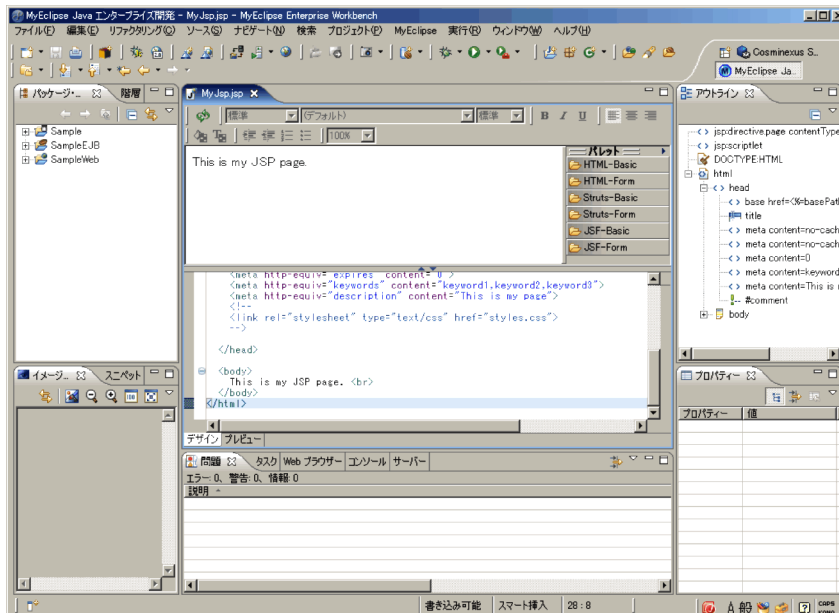 MyEclipse Java エンタープライズ開発 - MyJsp.jsp - MyEclipse Enterprise Workbench
ファイル(F) 編集(E) リファクタリング(C) ソース(S) ナビゲート(N) 検索 プロジェクト(P) MyEclipse 実行(R) ウィンドウ(W) ヘルプ(H)
Cosminexus S..
MyEclipse Ja..
パッケージ・.. 階層
Sample
SampleEJB
SampleWeb
MyJsp.jsp
標準 (デフォルト) 標準 B I U
100%
This is my JSP page.
パレット
HTML-Basic
HTML-Form
Struts-Basic
Struts-Form
JSF-Basic
JSF-Form
<meta http-equiv="expires" content="0">
<meta http-equiv="keywords" content="keyword1,keyword2,keyword3">
<meta http-equiv="description" content="This is my page">
<!--
<link rel="stylesheet" type="text/css" href="styles.css">
-->
</head>
<body>
This is my JSP page. <br>
</body>
</html>
デザイン プレビュー
アウトライン
jsp:directive.page contentType
jsp:scriptlet
DOCTYPE:HTML
html
head
base href=<%=basePat
title
meta content=no-cach
meta content=no-cach
meta content=0
meta content=keyword
meta content=This is
#comment
body
イメージ.. スニペット
問題 タスク Web ブラウザー コンソール サーバー
エラー: 0、警告: 0、情報: 0
説明
プロパティー
プロパティー 値
書き込み可能 スマート挿入 28 : 8
A 般
CAPS